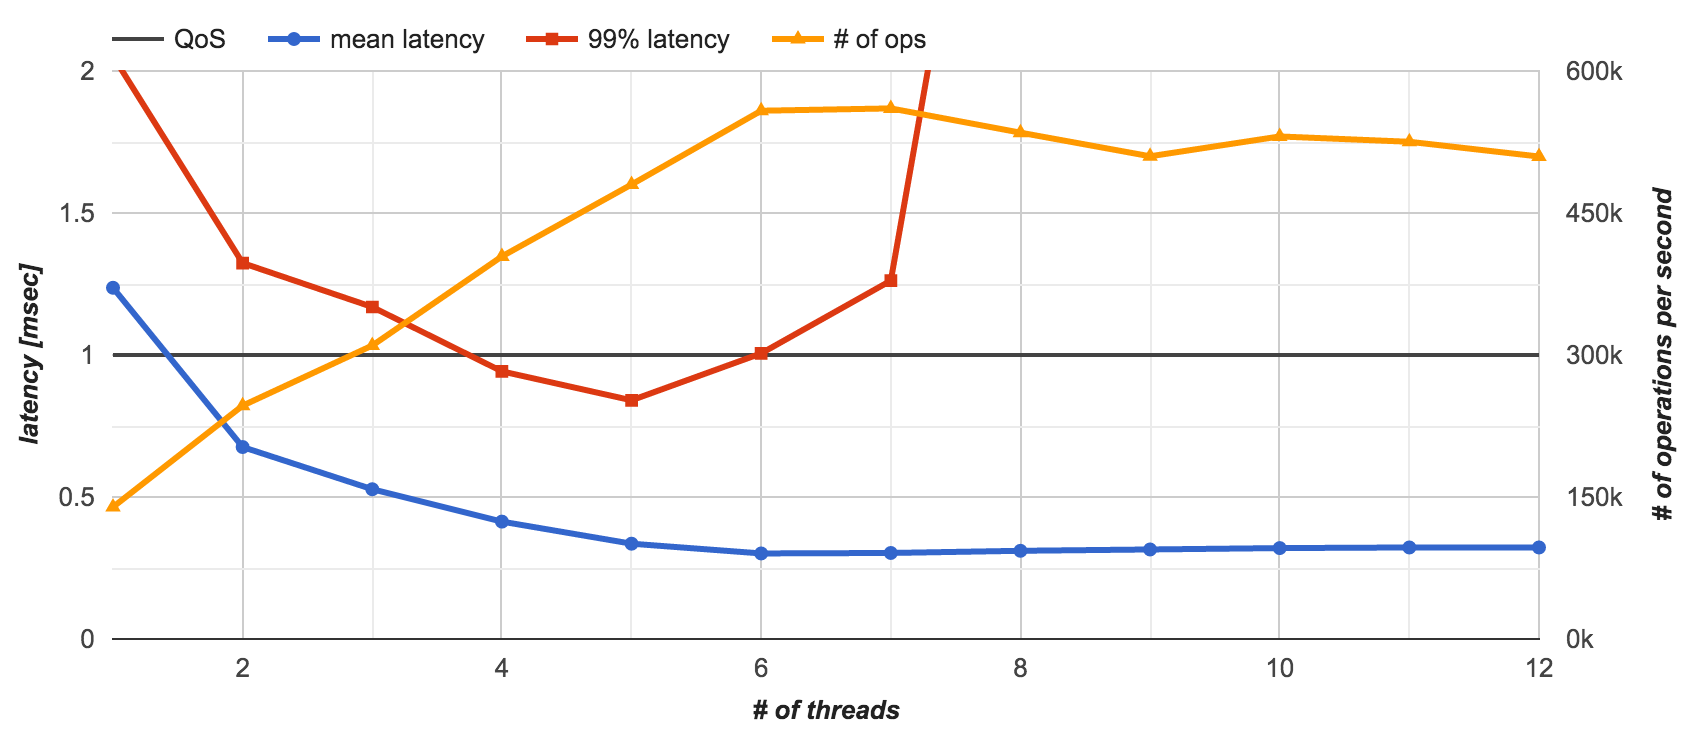 QoS mean latency 99% latency # of ops
2 600k
1.5 450k
1 300k
0.5 150k
0 0k
latency [msec]
# of operations per second
2 4 6 8 10 12
# of threads